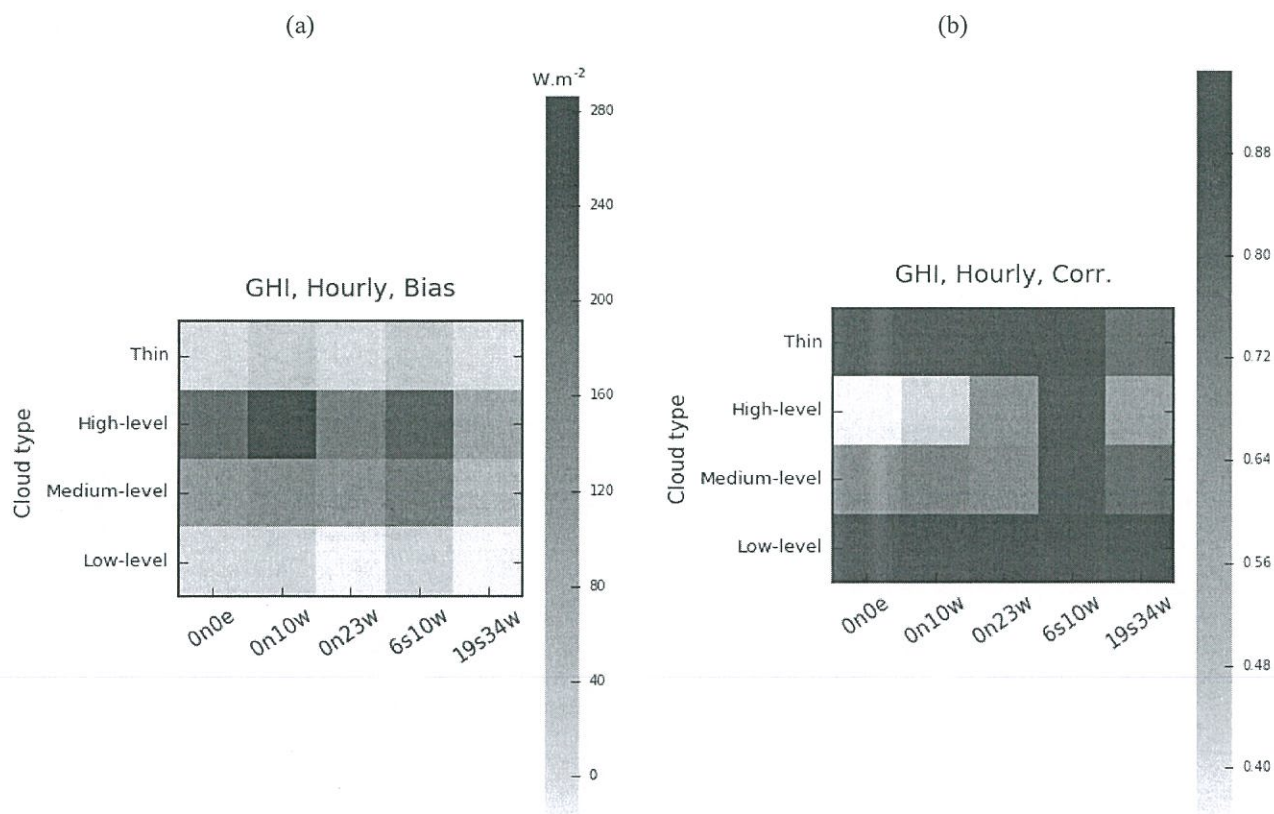 (a)
W.m-2
280
240
200
160
120
80
40
0
GHI, Hourly, Bias
Cloud type
Thin
High-level
Medium-level
Low-level
0n0e
0n10w
0n23w
6s10w
19s34w
(b)
0.88
0.80
0.72
0.64
0.56
0.48
0.40
GHI, Hourly, Corr.
Cloud type
Thin
High-level
Medium-level
Low-level
0n0e
0n10w
0n23w
6s10w
19s34w